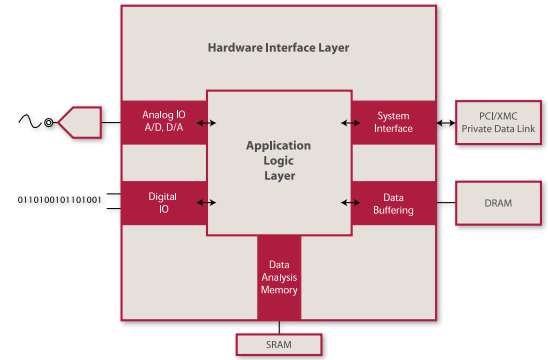 Hardware Interface Layer
Analog IO
A/D, D/A
System
Interface
PCI/XMC
Private Data Link
Application
Logic
Layer
0110100101101001
Digital
IO
Data
Buffering
DRAM
Data
Analysis
Memory
SRAM